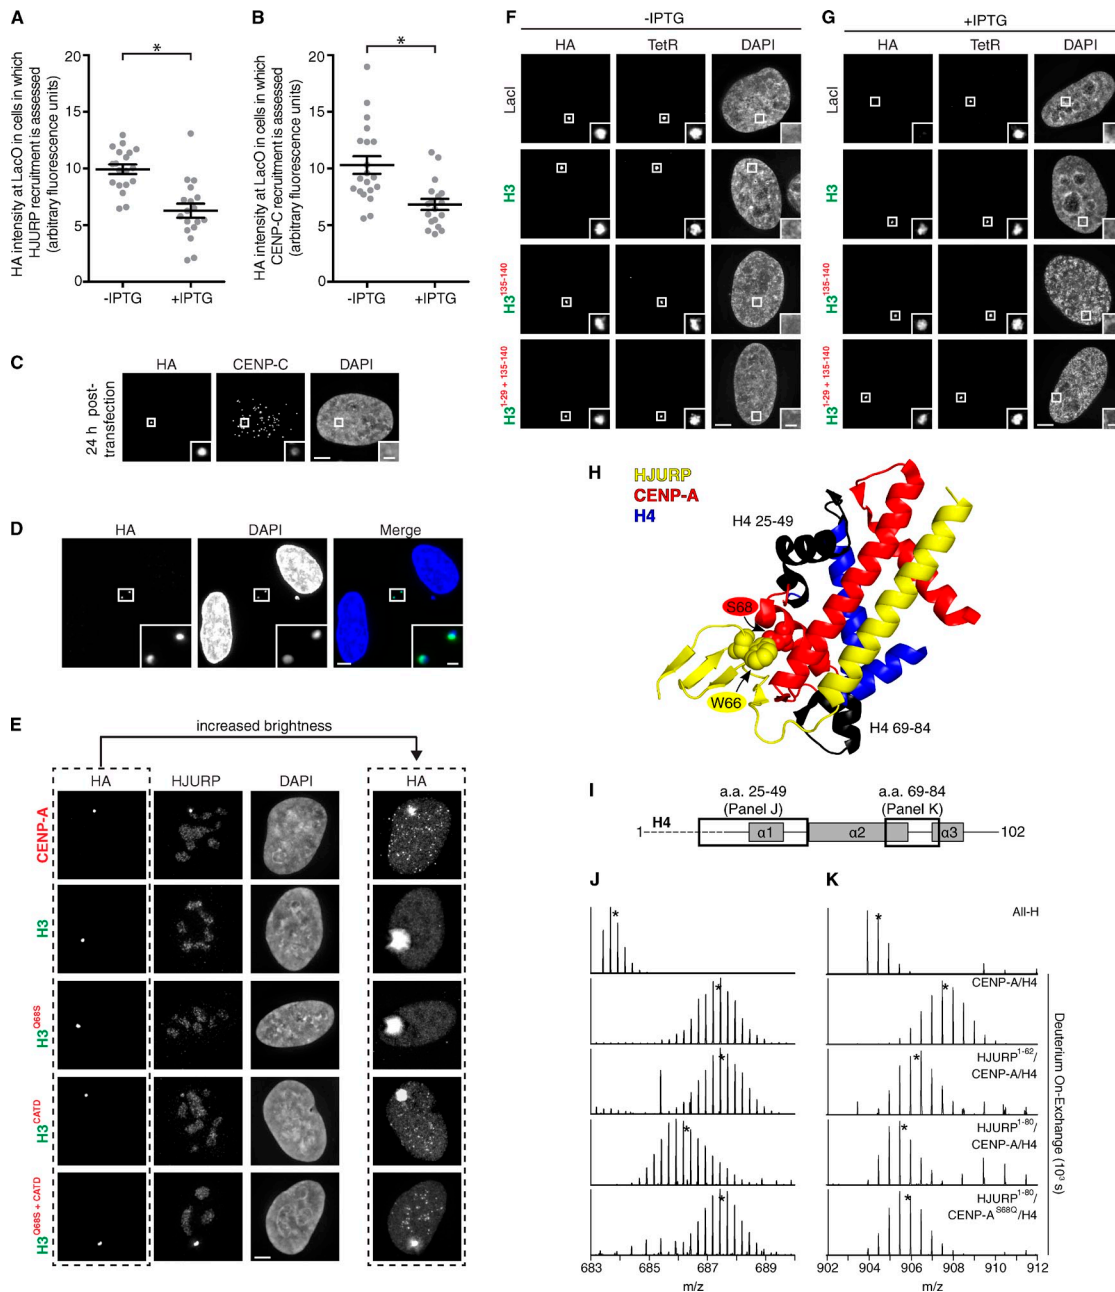 A
HA intensity at LacO in cells in which
HJURP recruitment is assessed
(arbitrary fluorescence units)
20
15
10
5
0
*
-IPTG
+IPTG
B
HA intensity at LacO in cells in which
CENP-C recruitment is assessed
(arbitrary fluorescence units)
20
15
10
5
0
*
-IPTG
+IPTG
C
HA
CENP-C
DAPI
24 h post-
transfection
D
HA
DAPI
Merge
E
increased brightness
HA
HJURP
DAPI
HA
CENP-A
H3
H3Q68S
H3CATD
H3Q68S + CATD
F
-IPTG
HA
TetR
DAPI
LacI
H3
H3135-140
H31-29 + 135-140
G
+IPTG
HA
TetR
DAPI
LacI
H3
H3135-140
H31-29 + 135-140
H
HJURP
CENP-A
H4
H4 25-49
S68
W66
H4 69-84
I
a.a. 25-49
(Panel J)
a.a. 69-84
(Panel K)
1
H4
α1
α2
α3
102
J
K
*
*
All-H
*
*
CENP-A/H4
*
*
HJURP1-62/
CENP-A/H4
*
*
HJURP1-80/
CENP-A/H4
*
*
HJURP1-80/
CENP-AS68Q/H4
Deuterium On-Exchange (10³ s)
683
685
687
689
m/z
902
904
906
908
910
912
m/z